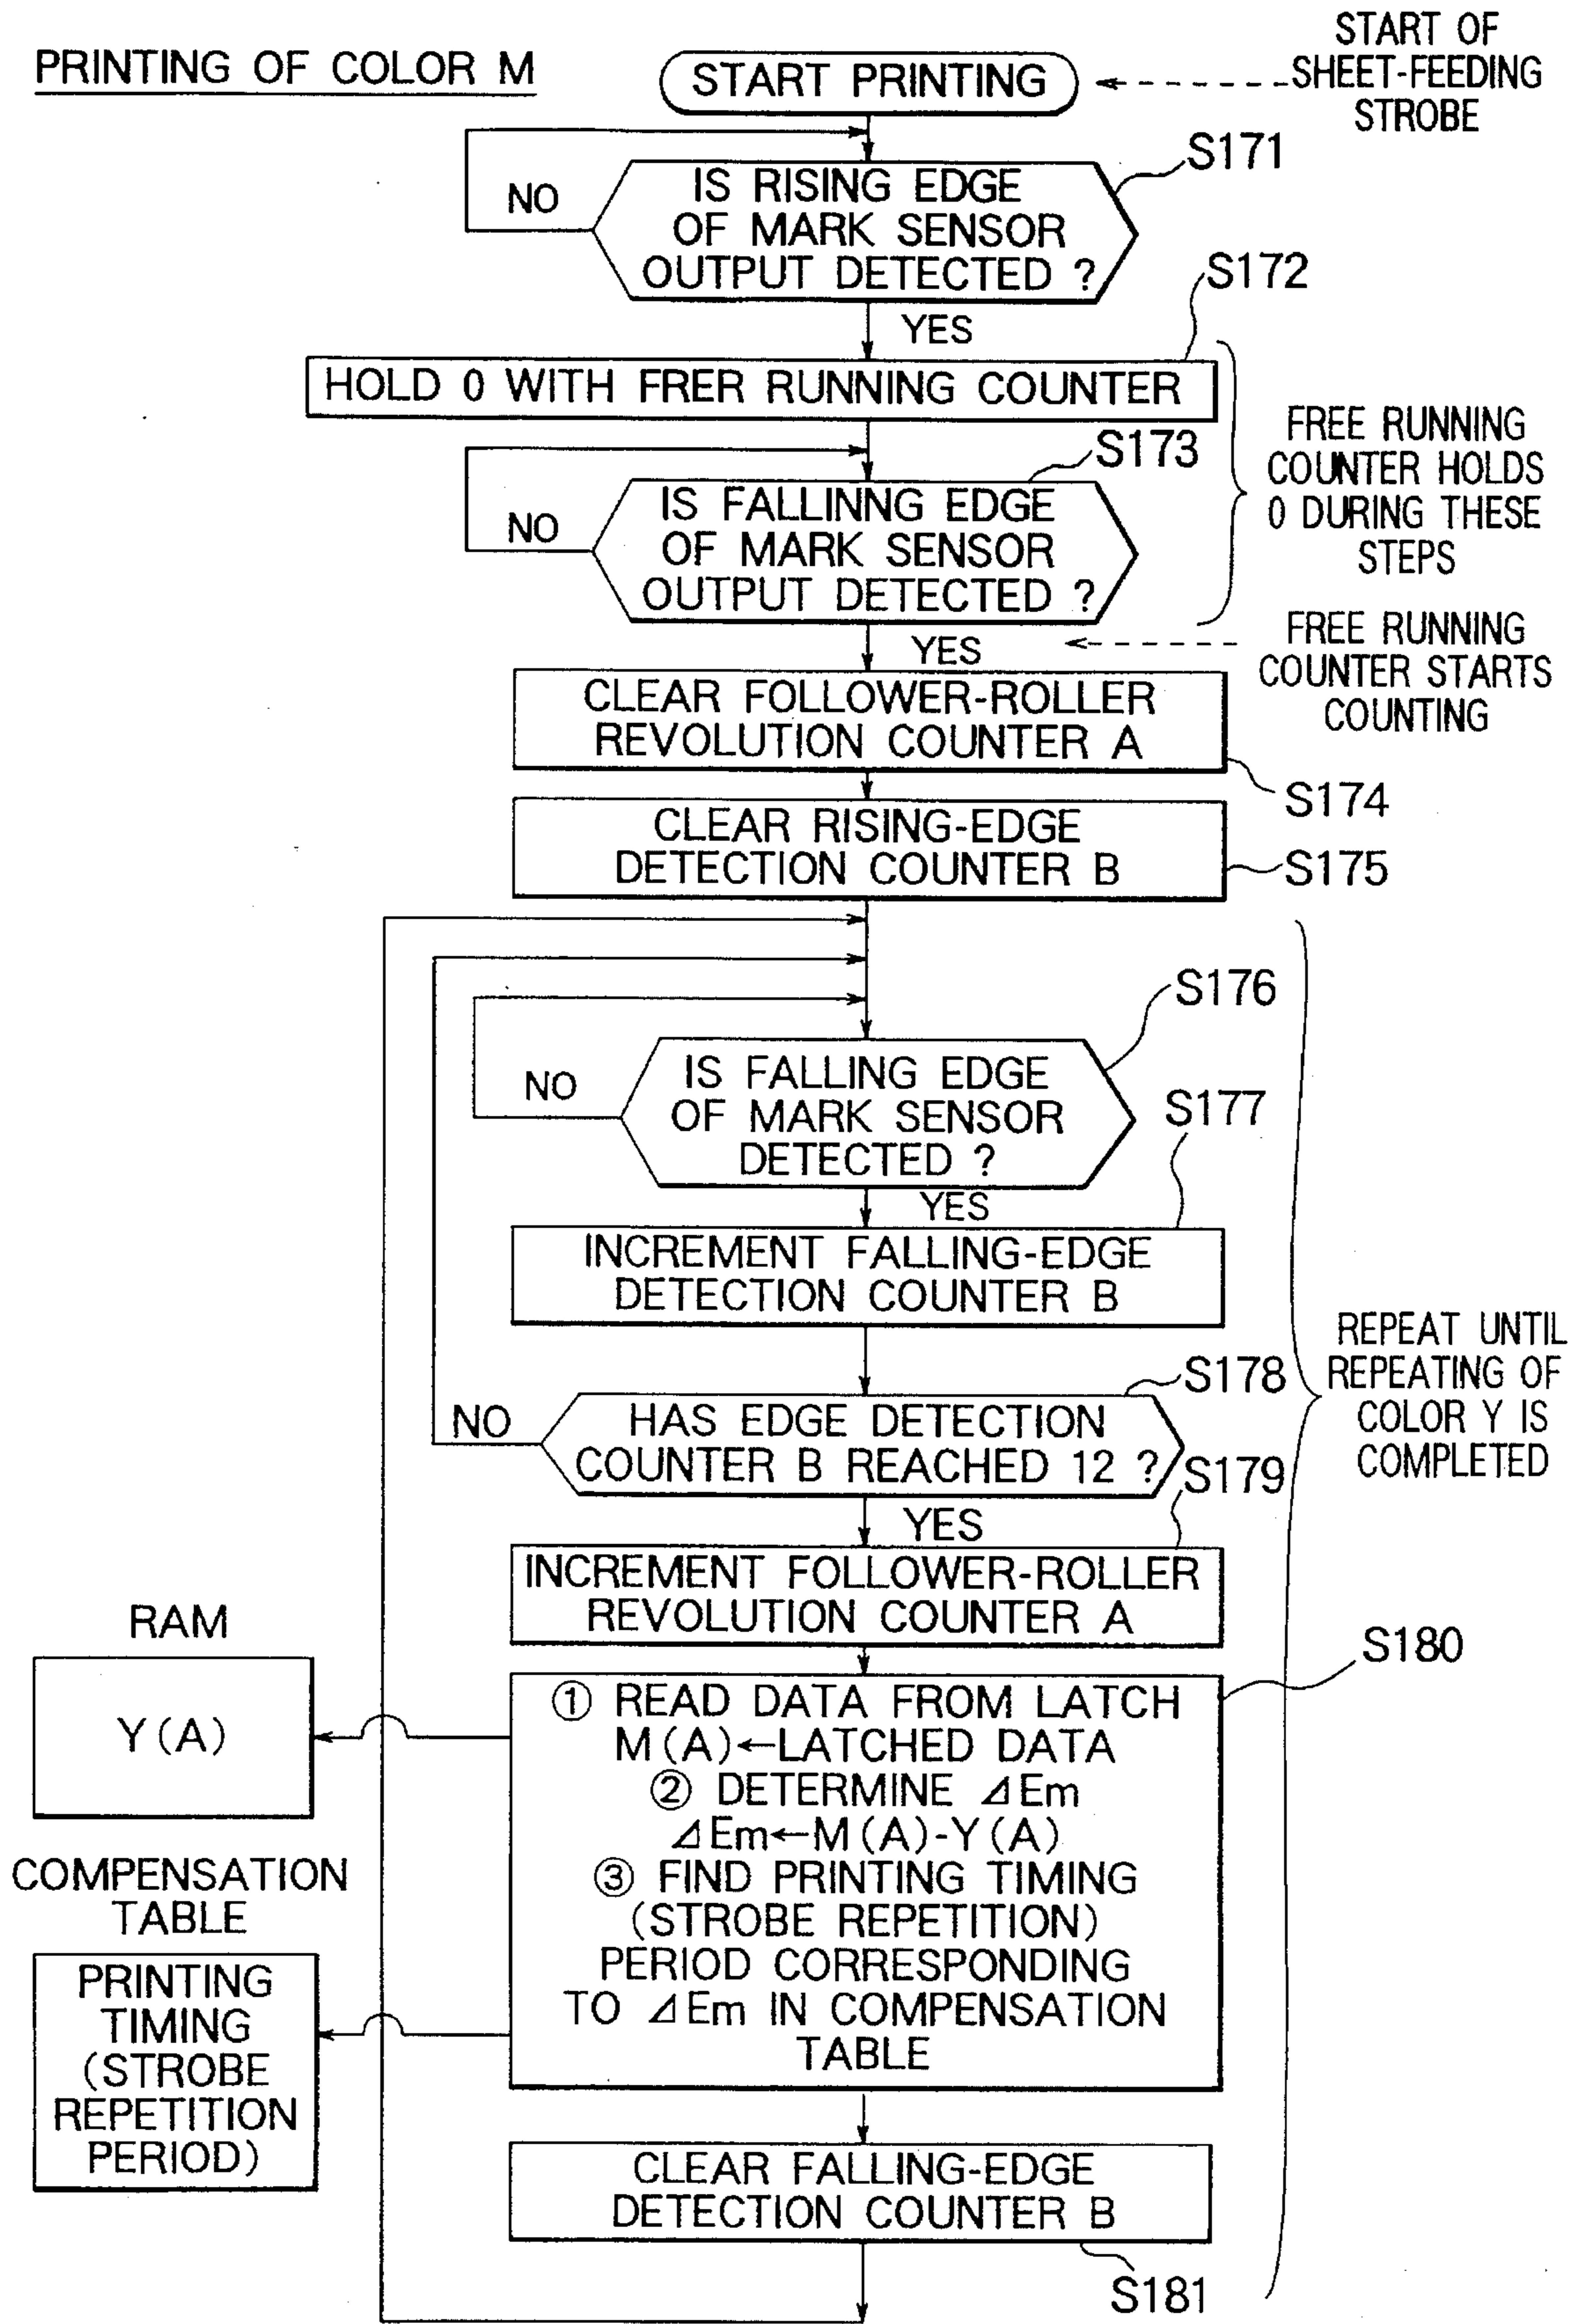 PRINTING OF COLOR M
START PRINTING
START OF
SHEET-FEEDING
STROBE
S171
NO
IS RISING EDGE
OF MARK SENSOR
OUTPUT DETECTED ?
YES
S172
HOLD 0 WITH FRER RUNNING COUNTER
S173
NO
IS FALLINNG EDGE
OF MARK SENSOR
OUTPUT DETECTED ?
FREE RUNNING
COUNTER HOLDS
0 DURING THESE
STEPS
YES
FREE RUNNING
COUNTER STARTS
COUNTING
CLEAR FOLLOWER-ROLLER
REVOLUTION COUNTER A
S174
CLEAR RISING-EDGE
DETECTION COUNTER B
S175
S176
NO
IS FALLING EDGE
OF MARK SENSOR
DETECTED ?
S177
YES
INCREMENT FALLING-EDGE
DETECTION COUNTER B
S178
NO
HAS EDGE DETECTION
COUNTER B REACHED 12 ?
REPEAT UNTIL
REPEATING OF
COLOR Y IS
COMPLETED
S179
YES
INCREMENT FOLLOWER-ROLLER
REVOLUTION COUNTER A
S180
RAM
Y(A)
① READ DATA FROM LATCH
M(A)←LATCHED DATA
② DETERMINE ⊿Em
⊿Em←M(A)-Y(A)
③ FIND PRINTING TIMING
(STROBE REPETITION)
PERIOD CORRESPONDING
TO ⊿Em IN COMPENSATION
TABLE
COMPENSATION
TABLE
PRINTING
TIMING
(STROBE
REPETITION
PERIOD)
CLEAR FALLING-EDGE
DETECTION COUNTER B
S181